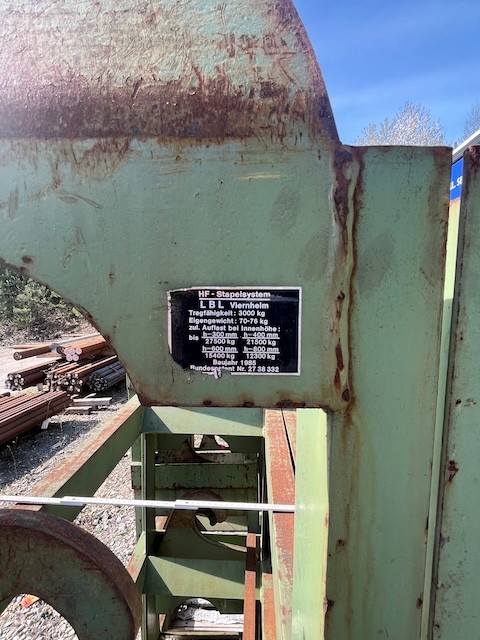 HF - Stapelsystem
LBL Viernheim
Tragfähigkeit: 3000 kg
Eigengewicht: 70-76 kg
zul. Auflast bei Innenhöhe:
bis h=300 mm h=400 mm
27500 kg 21500 kg
h=600 mm h=800 mm
15400 kg 12300 kg
Baujahr 1985
Bundespatent Nr. 27 38 332